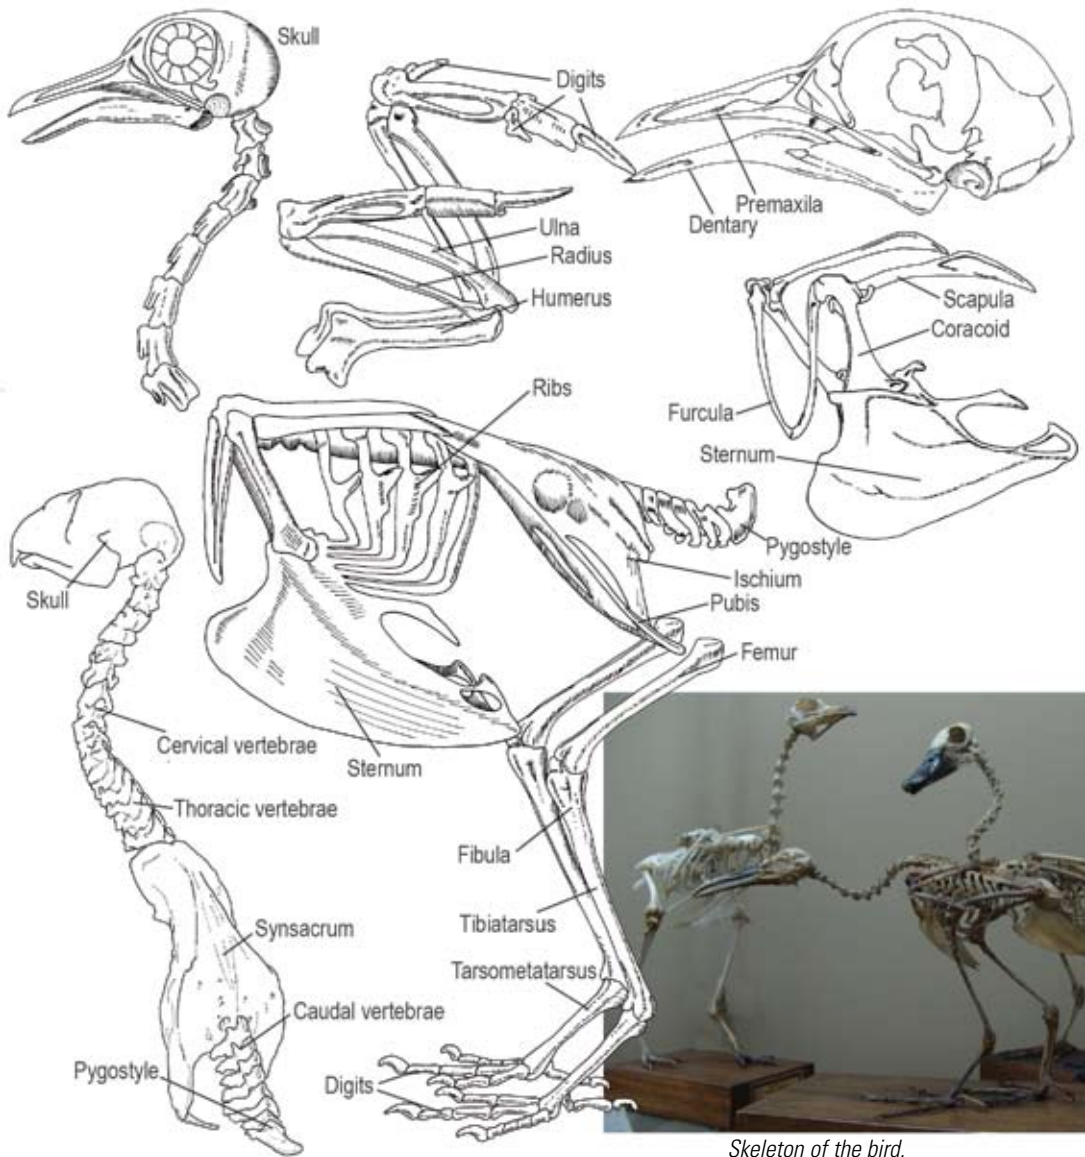 Skull
Digits
Premaxila
Dentary
Ulna
Radius
Humerus
Scapula
Coracoid
Furcula
Sternum
Ribs
Pygostyle
Ischium
Pubis
Femur
Skull
Cervical vertebrae
Sternum
Thoracic vertebrae
Fibula
Tibiatarsus
Synsacrum
Tarsometatarsus
Caudal vertebrae
Pygostyle
Digits
Skeleton of the bird.